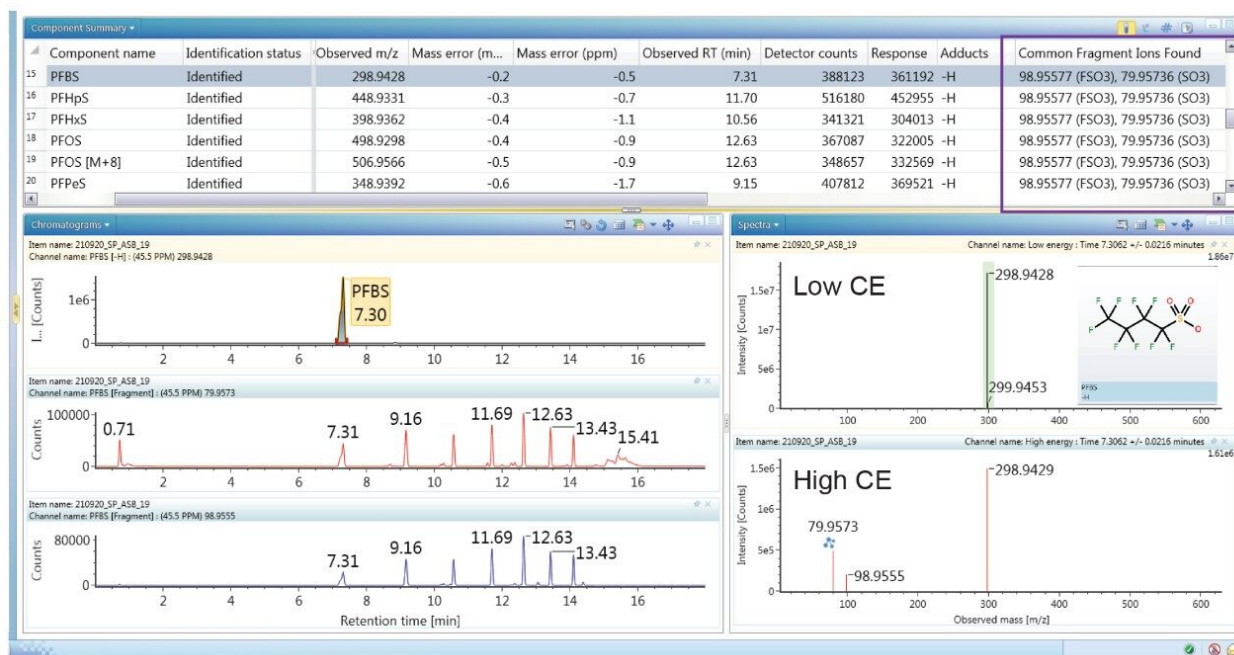 Component Summary
Component name Identification status Observed m/z Mass error (m... Mass error (ppm) Observed RT (min) Detector counts Response Adducts Common Fragment Ions Found
15 PFBS Identified 298.9428 -0.2 -0.5 7.31 388123 361192 -H 98.95577 (FSO3), 79.95736 (SO3)
16 PFHpS Identified 448.9331 -0.3 -0.7 11.70 516180 452955 -H 98.95577 (FSO3), 79.95736 (SO3)
17 PFHxS Identified 398.9362 -0.4 -1.1 10.56 341321 304013 -H 98.95577 (FSO3), 79.95736 (SO3)
18 PFOS Identified 498.9298 -0.4 -0.9 12.63 367087 322005 -H 98.95577 (FSO3), 79.95736 (SO3)
19 PFOS [M+8] Identified 506.9566 -0.5 -0.9 12.63 348657 332569 -H 98.95577 (FSO3), 79.95736 (SO3)
20 PFPeS Identified 348.9392 -0.6 -1.7 9.15 407812 369521 -H 98.95577 (FSO3), 79.95736 (SO3)
Chromatograms
Item name: 210920_SP_ASB_19
Channel name: PFBS [-H] : (45.5 PPM) 298.9428
I... [Counts]
1e6
0
PFBS
7.30
2 4 6 8 10 12 14 16
Item name: 210920_SP_ASB_19
Channel name: PFBS [Fragment] : (45.5 PPM) 79.9573
Counts
100000
0
0.71 7.31 9.16 11.69 12.63 13.43 15.41
2 4 6 8 10 12 14 16
Item name: 210920_SP_ASB_19
Channel name: PFBS [Fragment] : (45.5 PPM) 98.9555
Counts
80000
0
7.31 9.16 11.69 12.63 13.43
2 4 6 8 10 12 14 16
Retention time [min]
Spectra
Item name: 210920_SP_ASB_19 Channel name: Low energy : Time 7.3062 +/- 0.0216 minutes
1.86e7
Intensity [Counts]
1.5e7
1e7
5e6
0
Low CE
298.9428
299.9453
F F F F F F F F F S O O O
PFBS
-H
100 200 300 400 500 600
Item name: 210920_SP_ASB_19 Channel name: High energy : Time 7.3062 +/- 0.0216 minutes
1.61e6
Intensity [Counts]
1.5e6
1e6
5e5
0
High CE
298.9429
79.9573
98.9555
100 200 300 400 500 600
Observed mass [m/z]